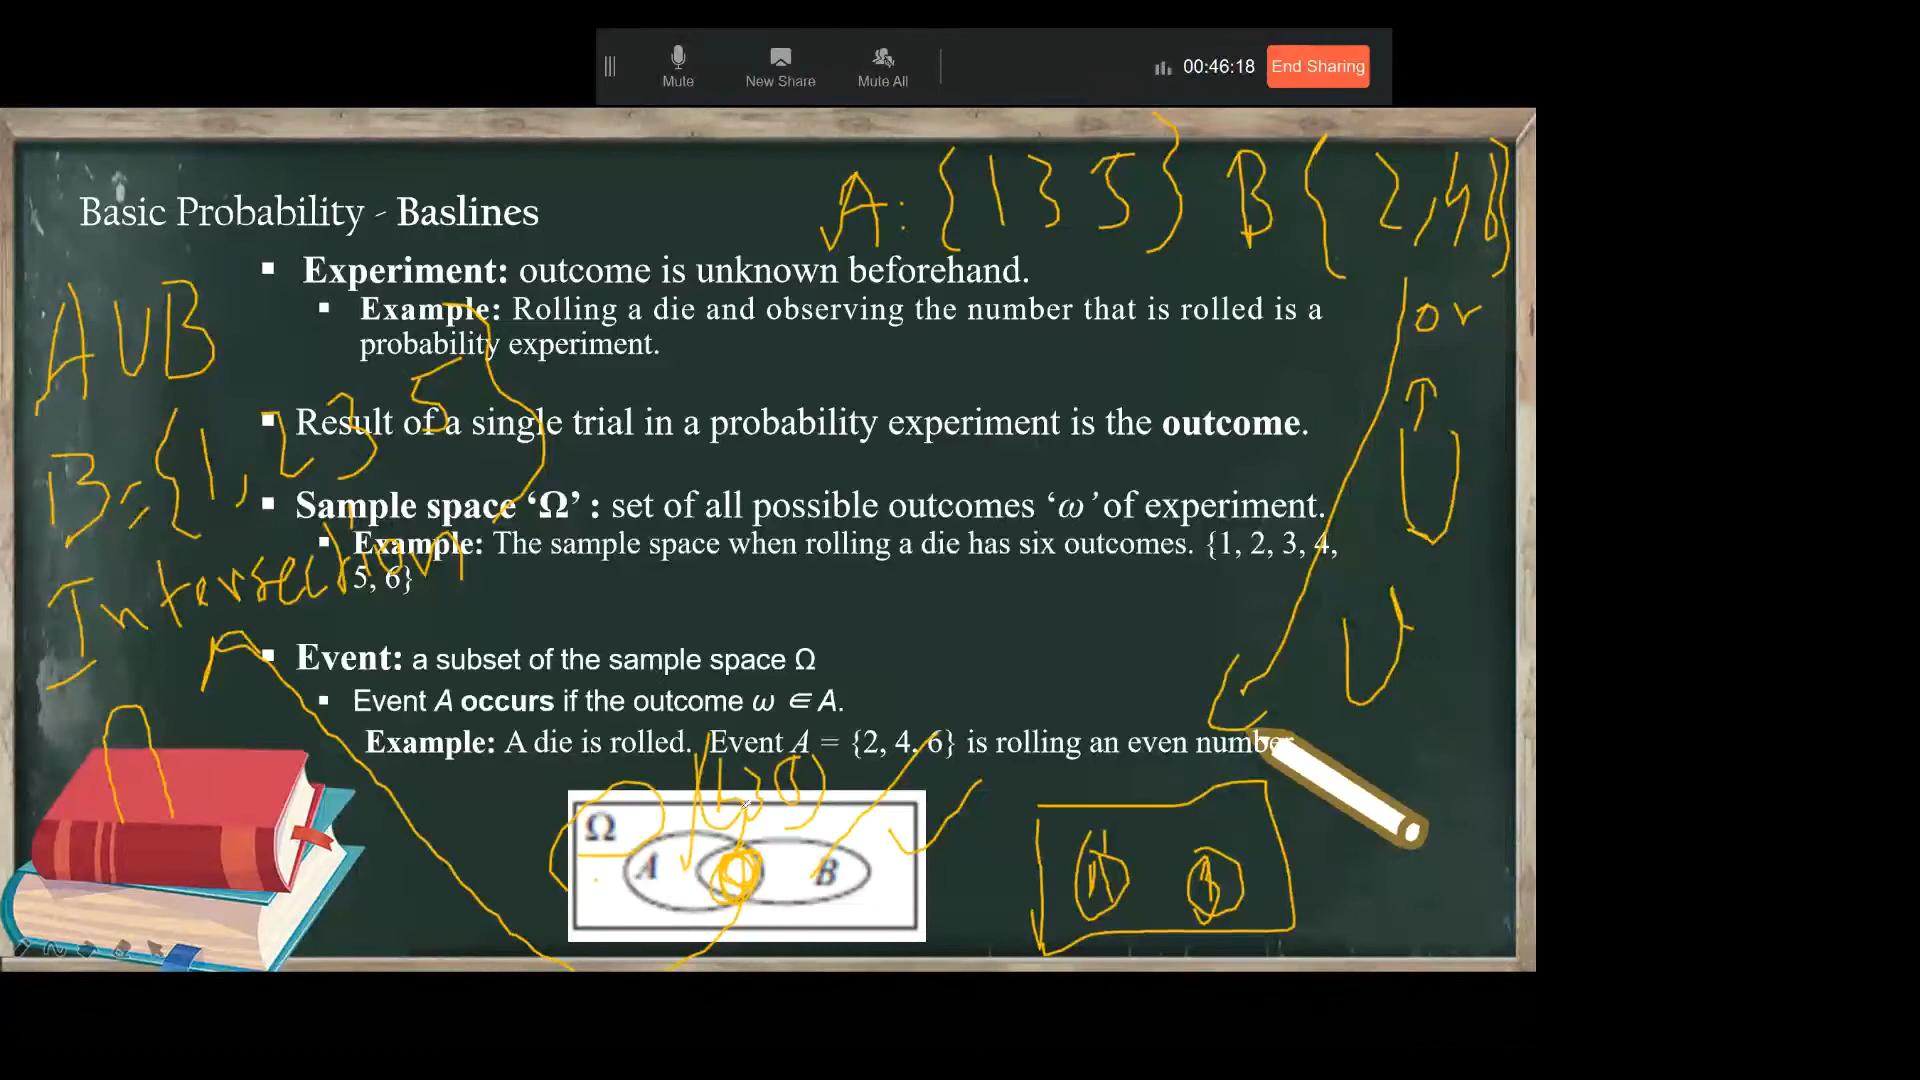 Mute
New Share
Mute All
00:46:18
End Sharing
A: {1 3 5} B { 2,4 6}
Basic Probability - Baslines
▪ Experiment: outcome is unknown beforehand.
▪ Example: Rolling a die and observing the number that is rolled is a
probability experiment.
or
A U B
▪ Result of a single trial in a probability experiment is the outcome.
B = {1, 2 3 5 }
▪ Sample space ‘Ω’ : set of all possible outcomes ‘ω’ of experiment.
▪ Example: The sample space when rolling a die has six outcomes. {1, 2, 3, 4,
5, 6}
Intersection
∩
U
U
▪ Event: a subset of the sample space Ω
▪ Event A occurs if the outcome ω ∈ A.
Example: A die is rolled. Event A = {2, 4, 6} is rolling an even number
Ω
A
B
A
B